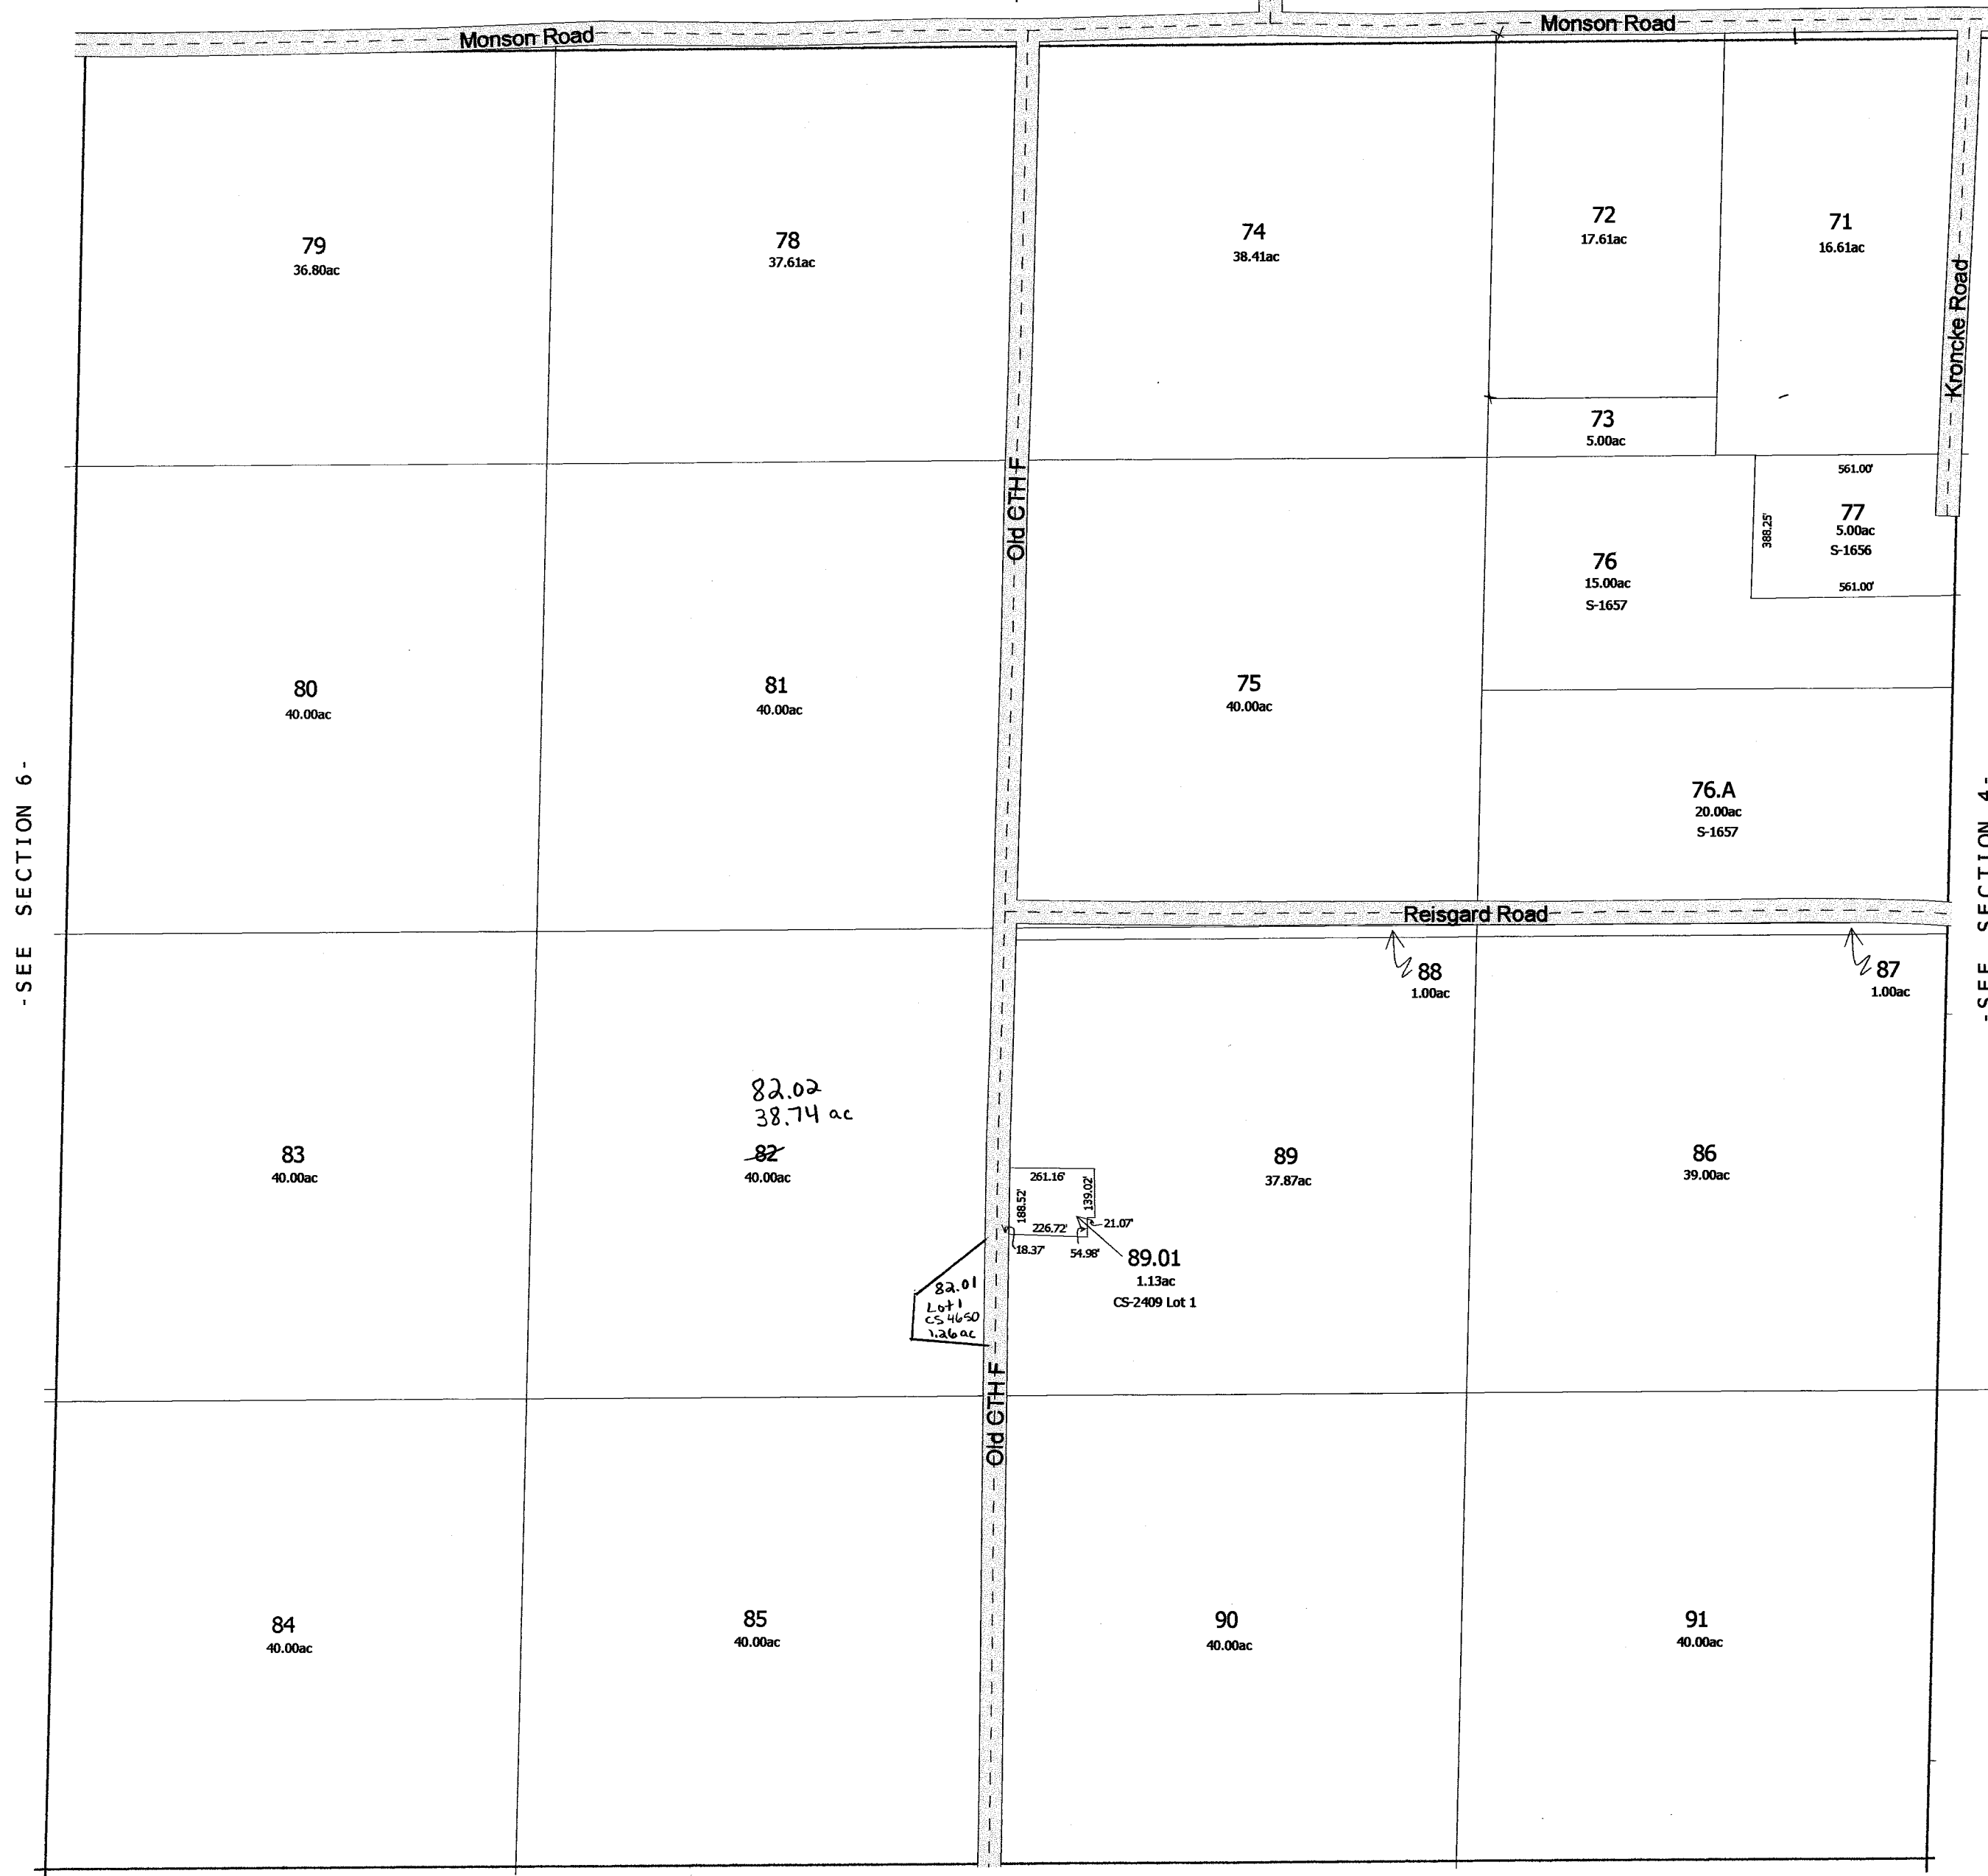 Monson Road
Monson Road
79
36.80ac
78
37.61ac
74
38.41ac
72
17.61ac
71
16.61ac
Kroncke Road
73
5.00ac
Old CTH F
561.00'
388.25'
77
5.00ac
S-1656
561.00'
76
15.00ac
S-1657
80
40.00ac
81
40.00ac
75
40.00ac
76.A
20.00ac
S-1657
-SEE SECTION 6-
-SEE SECTION 4-
Reisgard Road
88
1.00ac
87
1.00ac
82.02
38.74 ac
83
40.00ac
82
40.00ac
89
37.87ac
86
39.00ac
261.16'
188.52'
139.02'
226.72'
21.07'
18.37'
54.98'
89.01
1.13ac
CS-2409 Lot 1
82.01
Lot 1
CS 4650
1.26 ac
Old CTH F
84
40.00ac
85
40.00ac
90
40.00ac
91
40.00ac